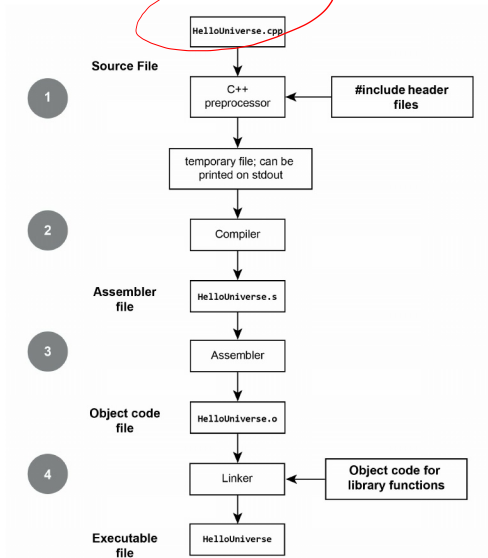 HelloUniverse.cpp
Source File
1
C++
preprocessor
#include header
files
temporary file; can be
printed on stdout
2
Compiler
Assembler
file
HelloUniverse.s
3
Assembler
Object code
file
HelloUniverse.o
4
Linker
Object code for
library functions
Executable
file
HelloUniverse